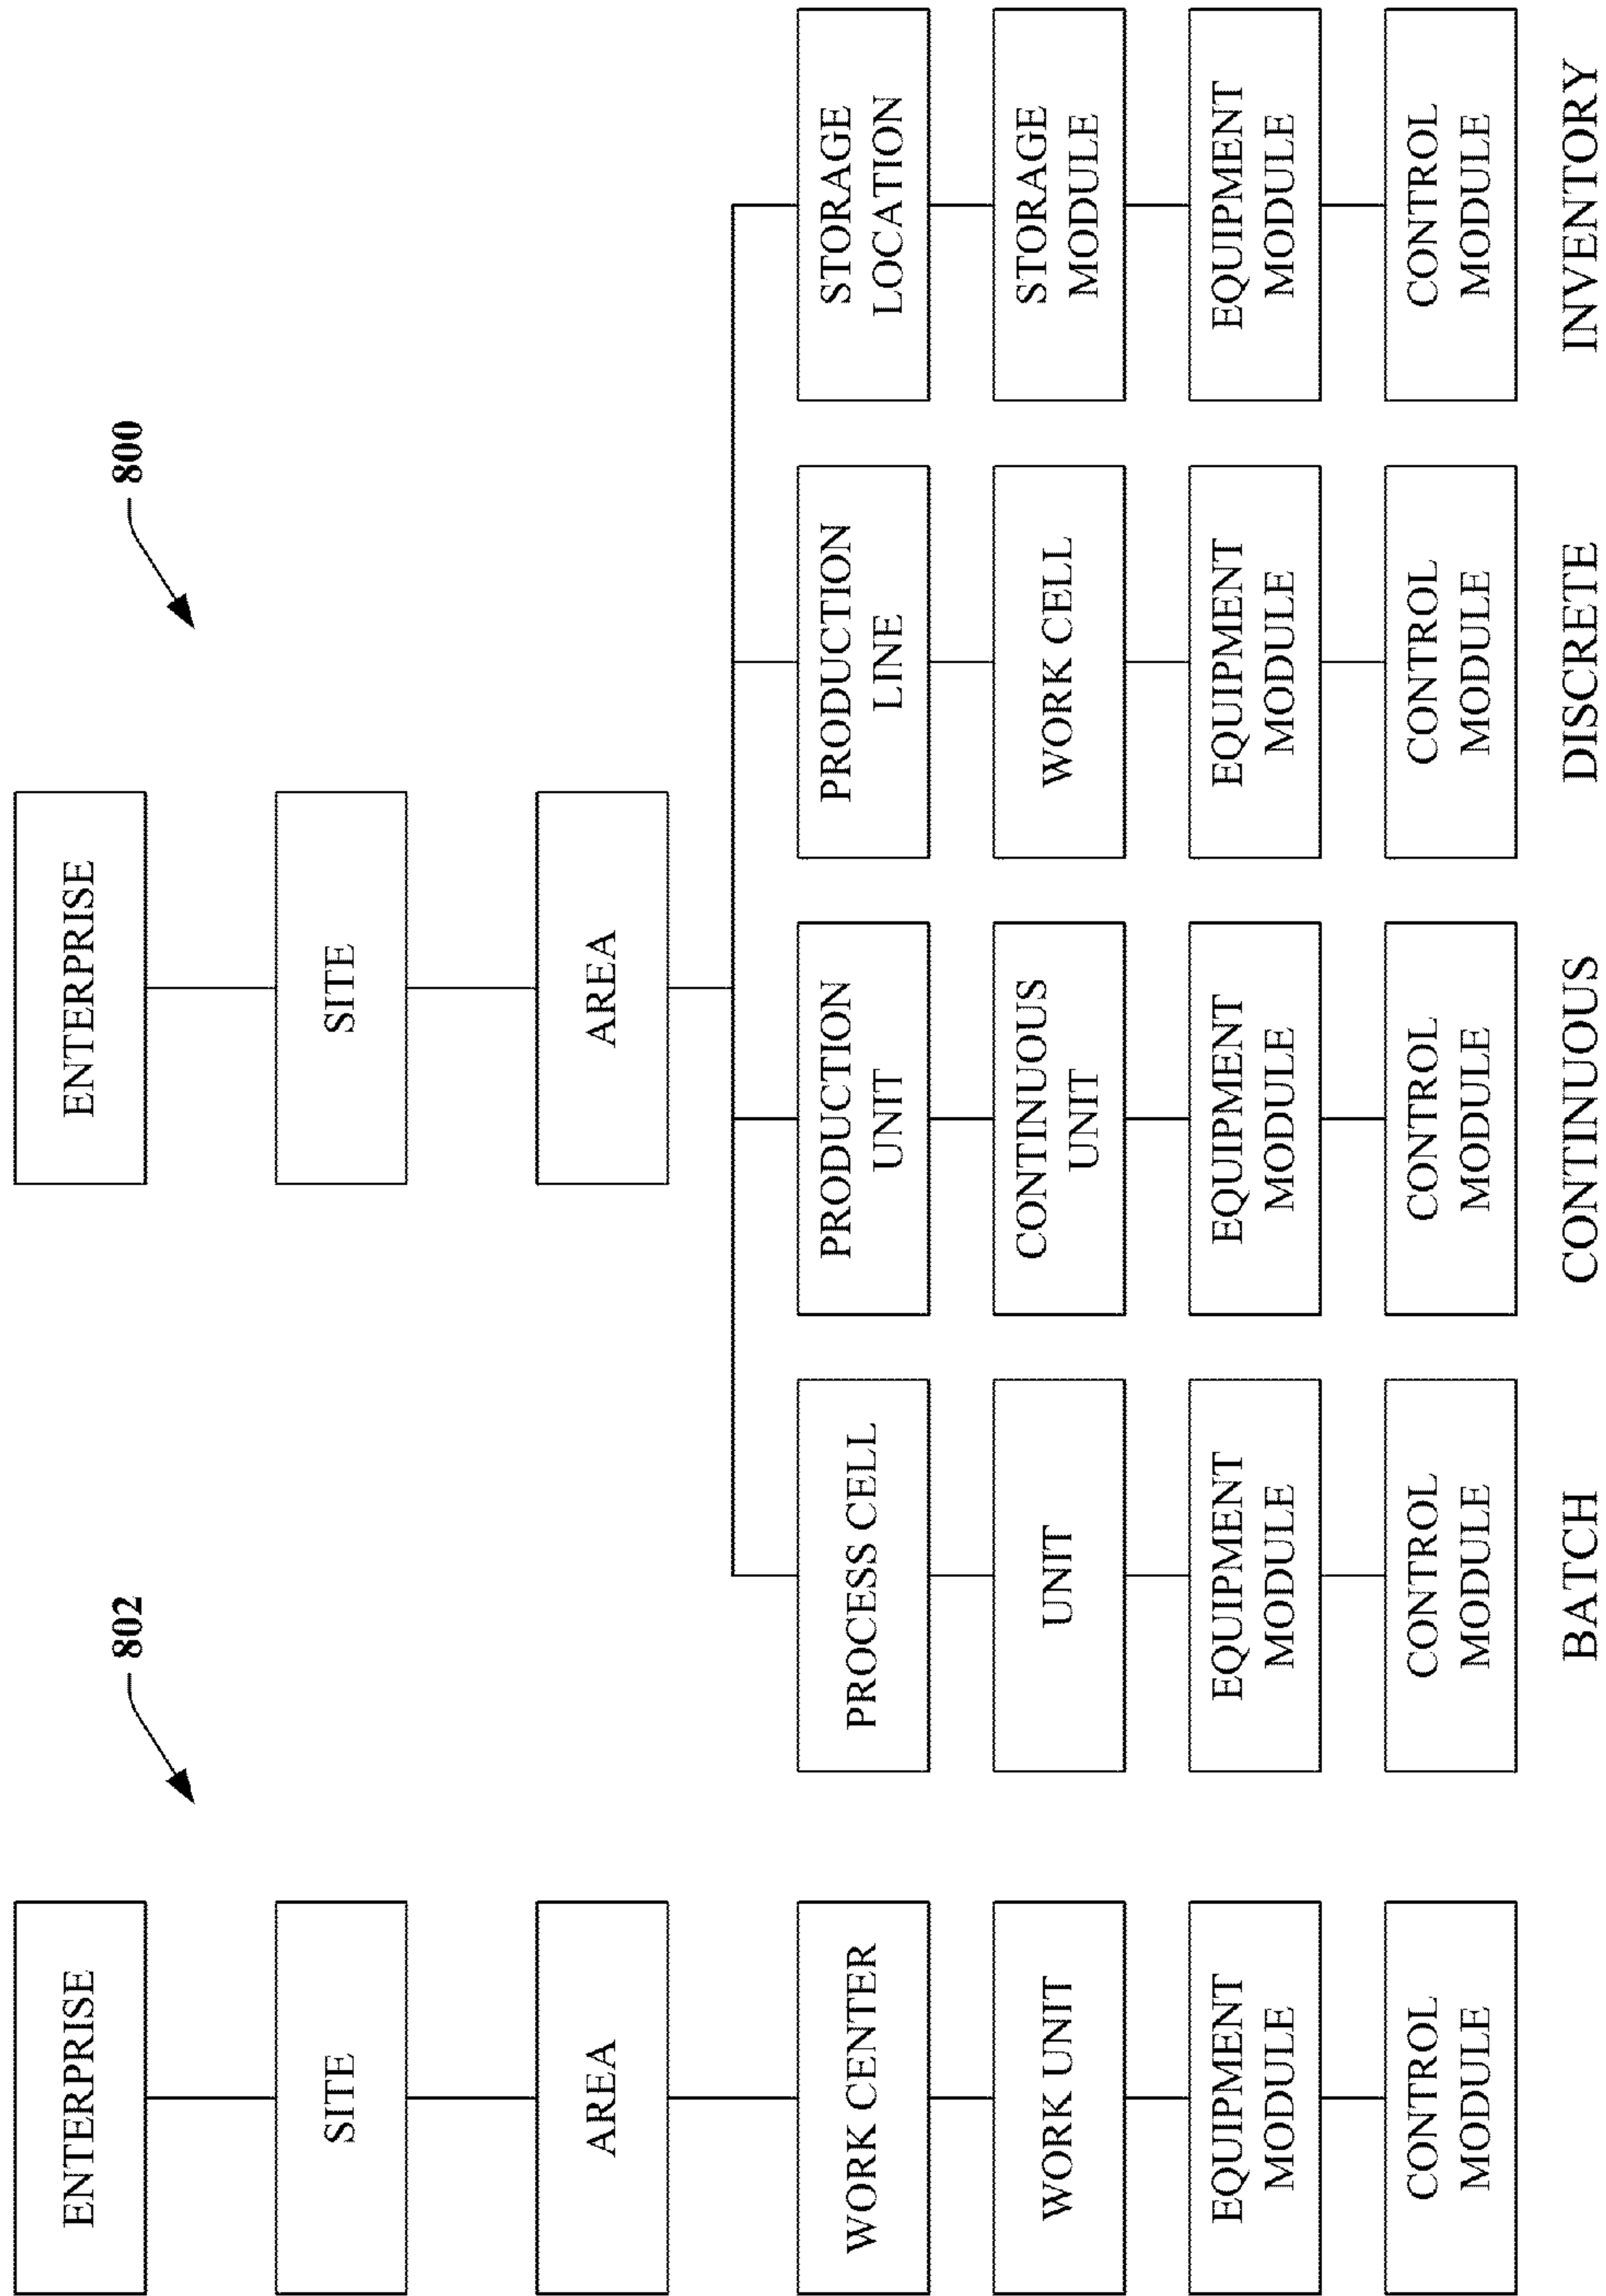 802
ENTERPRISE
SITE
AREA
WORK CENTER
WORK UNIT
EQUIPMENT
MODULE
CONTROL
MODULE
800
ENTERPRISE
SITE
AREA
PROCESS CELL
UNIT
EQUIPMENT
MODULE
CONTROL
MODULE
BATCH
PRODUCTION
UNIT
CONTINUOUS
UNIT
EQUIPMENT
MODULE
CONTROL
MODULE
CONTINUOUS
PRODUCTION
LINE
WORK CELL
EQUIPMENT
MODULE
CONTROL
MODULE
DISCRETE
STORAGE
LOCATION
STORAGE
MODULE
EQUIPMENT
MODULE
CONTROL
MODULE
INVENTORY